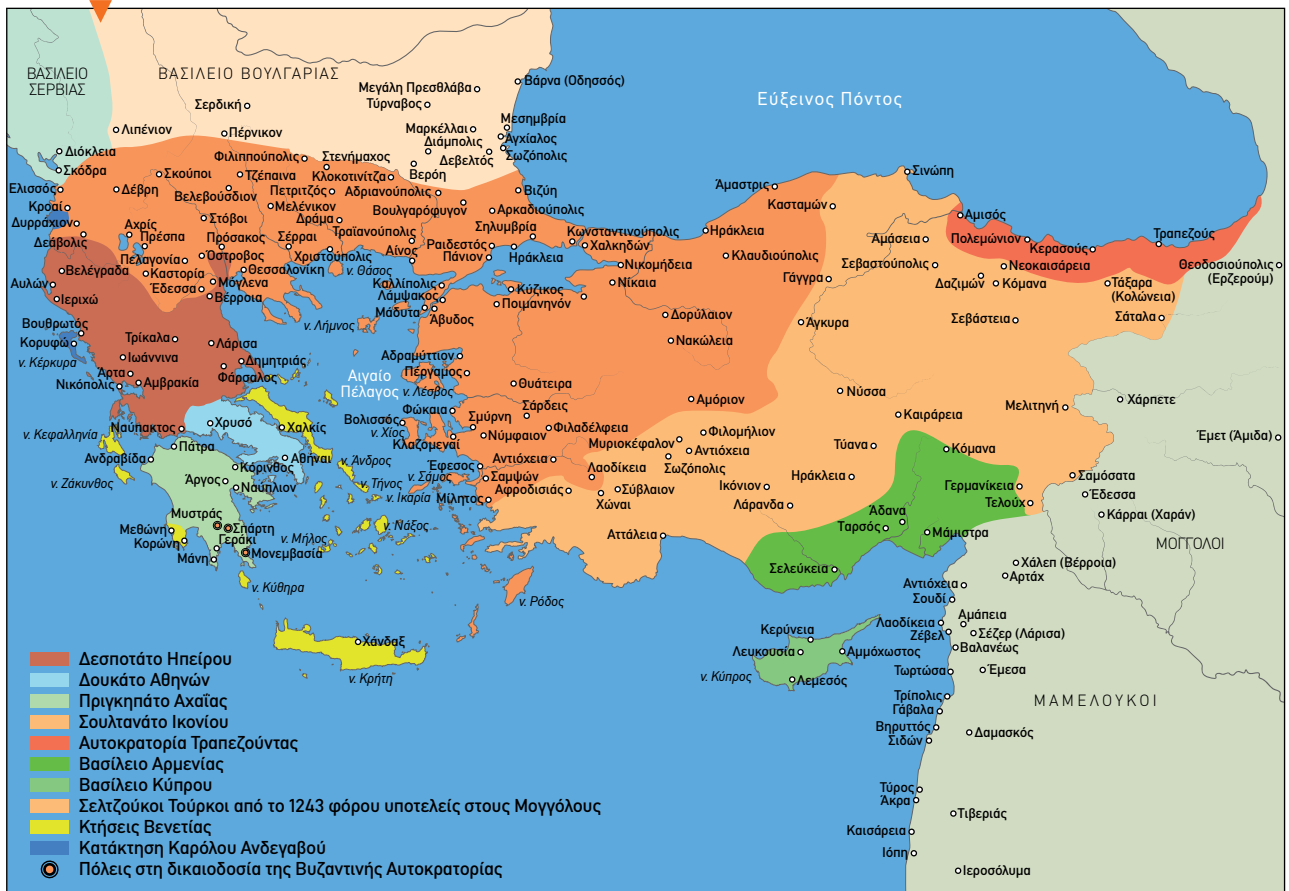 ΒΑΣΙΛΕΙΟ
ΣΕΡΒΙΑΣ
ΒΑΣΙΛΕΙΟ ΒΟΥΛΓΑΡΙΑΣ
Εύξεινος Πόντος
Μεγάλη Πρεσθλάβα
Τύρναβος
Βάρνα (Οδησσός)
Σερδική
Λιπένιον
Πέρνικον
Μαρκέλλαι
Μεσημβρία
Διάμπολις
Αγχίαλος
Δεβελτός
Σωζόπολις
Διόκλεια
Σκόδρα
Φιλιππούπολις
Στενήμαχος
Βερόη
Σκούποι
Τζέπαινα
Κλοκοτινίτζα
Ελισσός
Δέβρη
Βελεβούσδιον
Πετριτζός
Αδριανούπολις
Βιζύη
Κροαί
Μελένικον
Βουλγαρόφυγον
Αρκαδιούπολις
Δυρράχιον
Στόβοι
Δράμα
Τραϊανούπολις
Σηλυμβρία
Κωνσταντινούπολις
Δεάβολις
Αχρίς
Πρέσπα
Πρόσακος
Σέρραι
Χριστούπολις
Αίνος
Ραιδεστός
Πάνιον
Ηράκλεια
Χαλκηδών
Πελαγονία
Όστροβος
Θεσσαλονίκη
ν. Θάσος
Βελέγραδα
Καστορία
Μόγλενα
Καλλίπολις
Κύζικος
Νικομήδεια
Αυλών
Έδεσσα
Βέρροια
Λάμψακος
Ποιμανηνόν
Νίκαια
Ιεριχώ
Μάδυτα
Άβυδος
ν. Λήμνος
Βουθρωτός
Κορυφώ
ν. Κέρκυρα
Τρίκαλα
Λάρισα
Ιωάννινα
Δημητριάς
Άρτα
Φάρσαλος
Νικόπολις
Αμβρακία
Αδραμύττιον
Αιγαίο
Πέλαγος
Πέργαμος
ν. Λέσβος
Θυάτειρα
Φώκαια
Σάρδεις
Βολισσός
ν. Χίος
Σμύρνη
Κλαζομεναί
Νύμφαιον
Φιλαδέλφεια
Ναύπακτος
Χρυσό
Χαλκίς
ν. Κεφαλληνία
Πάτρα
Ανδραβίδα
ν. Ζάκυνθος
Κόρινθος
Αθήναι
ν. Άνδρος
Έφεσος
Αντιόχεια
Λαοδίκεια
Άργος
Ναύπλιον
ν. Τήνος
ν. Σάμος
Σαμψών
ν. Ικαρία
Αφροδισιάς
Μίλητος
Χώναι
Μυστράς
Σπάρτη
ν. Νάξος
Μεθώνη
Κορώνη
Γεράκι
ν. Μήλος
Μάνη
Μονεμβασία
ν. Κύθηρα
ν. Ρόδος
Χάνδαξ
ν. Κρήτη
Άμαστρις
Σινώπη
Κασταμών
Ηράκλεια
Κλαυδιούπολις
Γάγγρα
Αμισός
Πολεμώνιον
Κερασούς
Τραπεζούς
Αμάσεια
Σεβαστούπολις
Νεοκαισάρεια
Θεοδοσιούπολις
(Ερζερούμ)
Δαζιμών
Κόμανα
Τάξαρα
(Κολώνεια)
Δορύλαιον
Άγκυρα
Σεβάστεια
Σάταλα
Νακώλεια
Αμόριον
Νύσσα
Καιράρεια
Μελιτηνή
Χάρπετε
Φιλομήλιον
Μυριοκέφαλον
Αντιόχεια
Σωζόπολις
Τύανα
Κόμανα
Έμετ (Άμιδα)
Σύβλαιον
Ικόνιον
Ηράκλεια
Γερμανίκεια
Σαμόσατα
Έδεσσα
Λάρανδα
Τελούχ
Κάρραι (Χαράν)
Αττάλεια
Άδανα
Ταρσός
Μάμιστρα
ΜΟΓΓΟΛΟΙ
Σελεύκεια
Χάλεπ (Βέρροια)
Αρτάχ
Αντιόχεια
Σουδί
Αμάπεια
Λαοδίκεια
Ζέβελ
Σέζερ (Λάρισα)
Βαλανέως
Κερύνεια
Λευκουσία
Αμμόχωστος
ν. Κύπρος
Λεμεσός
Τωρτώσα
Έμεσα
Τρίπολις
Γάβαλα
ΜΑΜΕΛΟΥΚΟΙ
Βηρυττός
Σιδών
Δαμασκός
Τύρος
Άκρα
Τιβεριάς
Καισάρεια
Ιόπη
Ιεροσόλυμα
Δεσποτάτο Ηπείρου
Δουκάτο Αθηνών
Πριγκηπάτο Αχαΐας
Σουλτανάτο Ικονίου
Αυτοκρατορία Τραπεζούντας
Βασίλειο Αρμενίας
Βασίλειο Κύπρου
Σελτζούκοι Τούρκοι από το 1243 φόρου υποτελείς στους Μογγόλους
Κτήσεις Βενετίας
Κατάκτηση Καρόλου Ανδεγαβού
Πόλεις στη δικαιοδοσία της Βυζαντινής Αυτοκρατορίας